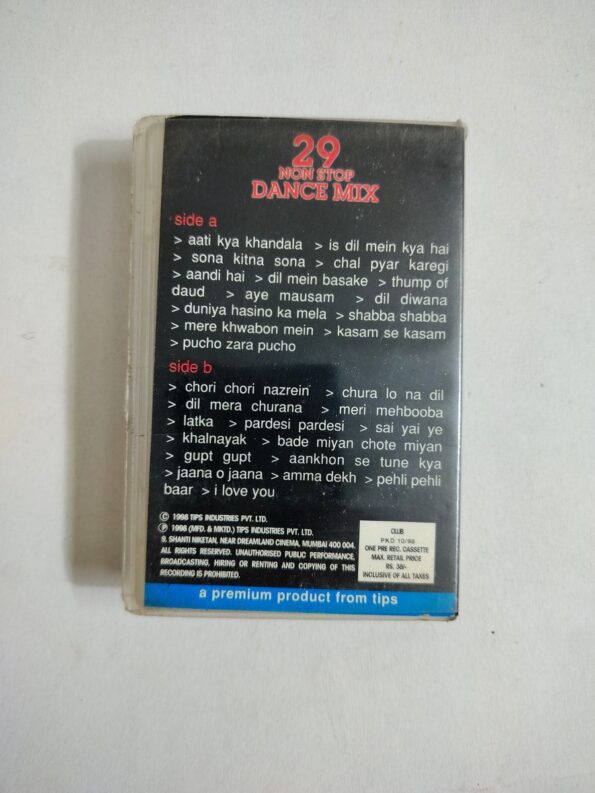 29
NON STOP
DANCE MIX
side a
> aati kya khandala > is dil mein kya hai
> sona kitna sona > chal pyar karegi
> aandi hai > dil mein basake > thump of
daud > aye mausam > dil diwana
> duniya hasino ka mela > shabba shabba
> mere khwabon mein > kasam se kasam
> pucho zara pucho
side b
> chori chori nazrein > chura lo na dil
> dil mera churana > meri mehbooba
> latka > pardesi pardesi > sai yai ye
> khalnayak > bade miyan chote miyan
> gupt gupt > aankhon se tune kya
> jaana o jaana > amma dekh > pehli pehli
baar > i love you
© 1998 TIPS INDUSTRIES PVT. LTD.
℗ 1998 (MFD. & MKTD.) TIPS INDUSTRIES PVT. LTD.
9, SHANTI NIKETAN, NEAR DREAMLAND CINEMA, MUMBAI 400 004.
ALL RIGHTS RESERVED. UNAUTHORISED PUBLIC PERFORMANCE,
BROADCASTING, HIRING OR RENTING AND COPYING OF THIS
RECORDING IS PROHIBITED.
CLUB
PKD 10/98
ONE PRE REC. CASSETTE
MAX. RETAIL PRICE
RS. 38/-
INCLUSIVE OF ALL TAXES
a premium product from tips